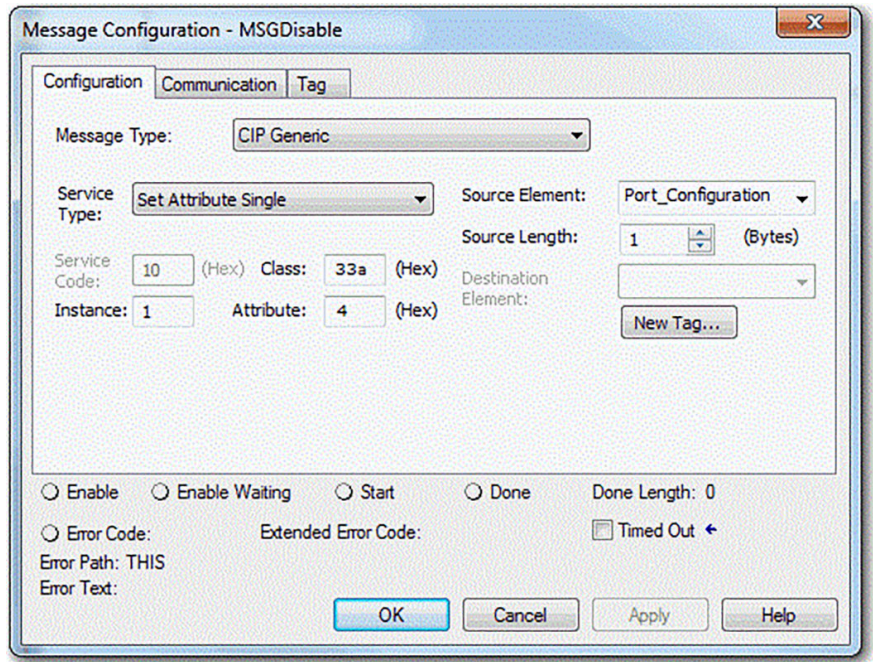 Message Configuration - MSGDisable
Configuration Communication Tag
Message Type: CIP Generic
Service Type: Set Attribute Single
Source Element: Port_Configuration
Source Length: 1 (Bytes)
Service Code: 10 (Hex) Class: 33a (Hex)
Destination Element:
Instance: 1 Attribute: 4 (Hex)
New Tag...
Enable Enable Waiting Start Done Done Length: 0
Error Code: Extended Error Code: Timed Out
Error Path: THIS
Error Text:
OK Cancel Apply Help